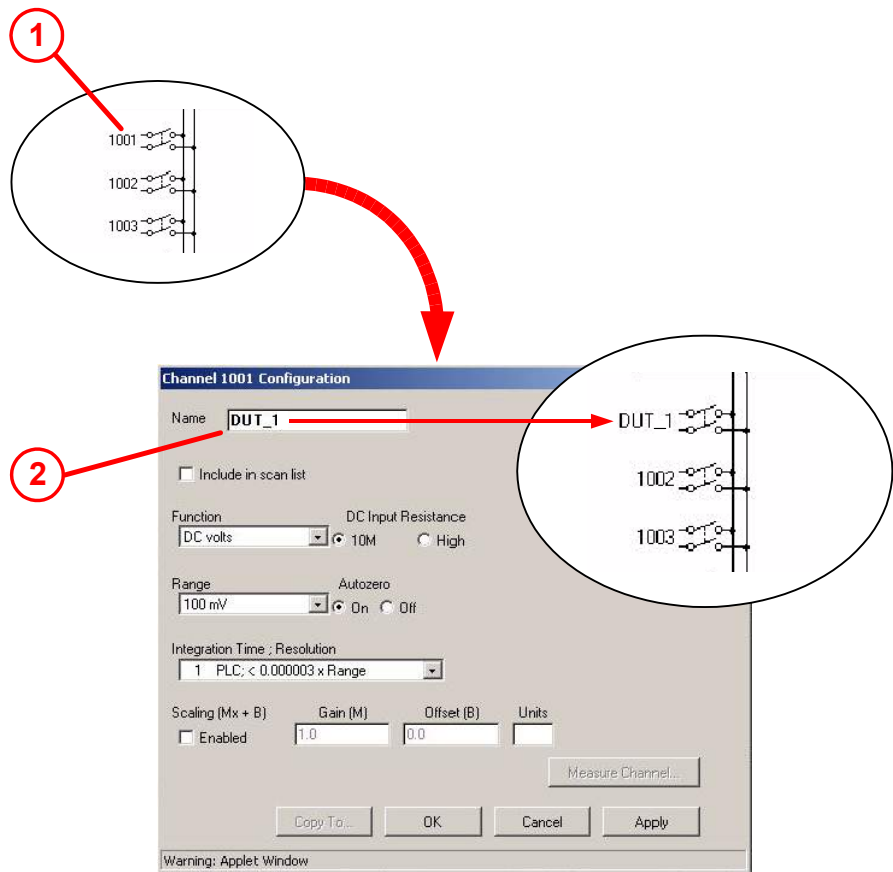 1
1001
1002
1003
Channel 1001 Configuration
Name DUT_1
DUT_1
1002
1003
2
Include in scan list
Function DC Input Resistance
DC volts 10M High
Range Autozero
100 mV On Off
Integration Time ; Resolution
1 PLC; < 0.000003 x Range
Scaling (Mx + B) Gain (M) Offset (B) Units
Enabled 1.0 0.0
Measure Channel...
Copy To... OK Cancel Apply
Warning: Applet Window